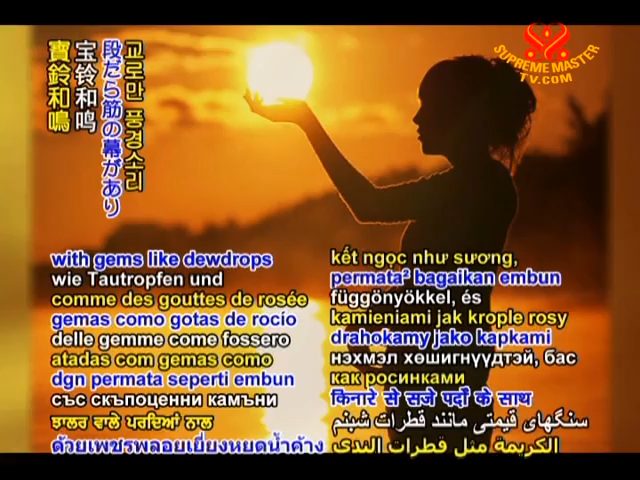 SUPREME MASTER
TV.COM
寶鈴和鳴
宝铃和鸣
段だら筋の幕があり
교로만 풍경소리
with gems like dewdrops
wie Tautropfen und
comme des gouttes de rosée
gemas como gotas de rocío
delle gemme come fossero
atadas com gemas como
dgn permata seperti embun
със скъпоценни камъни
ਝਾਲਰ ਵਾਲੇ ਪਰਦਿਆਂ ਨਾਲ
ด้วยเพชรพลอยเยี่ยงหยดน้ำค้าง
kết ngọc như sương,
permata² bagaikan embun
függönyökkel, és
kamieniami jak krople rosy
drahokamy jako kapkami
нэхмэл хөшигнүүдтэй, бас
как росинками
किनारे से सजे पर्दों के साथ
سنگهای قیمتی مانند قطرات شبنم
الكريمة مثل قطرات الندى